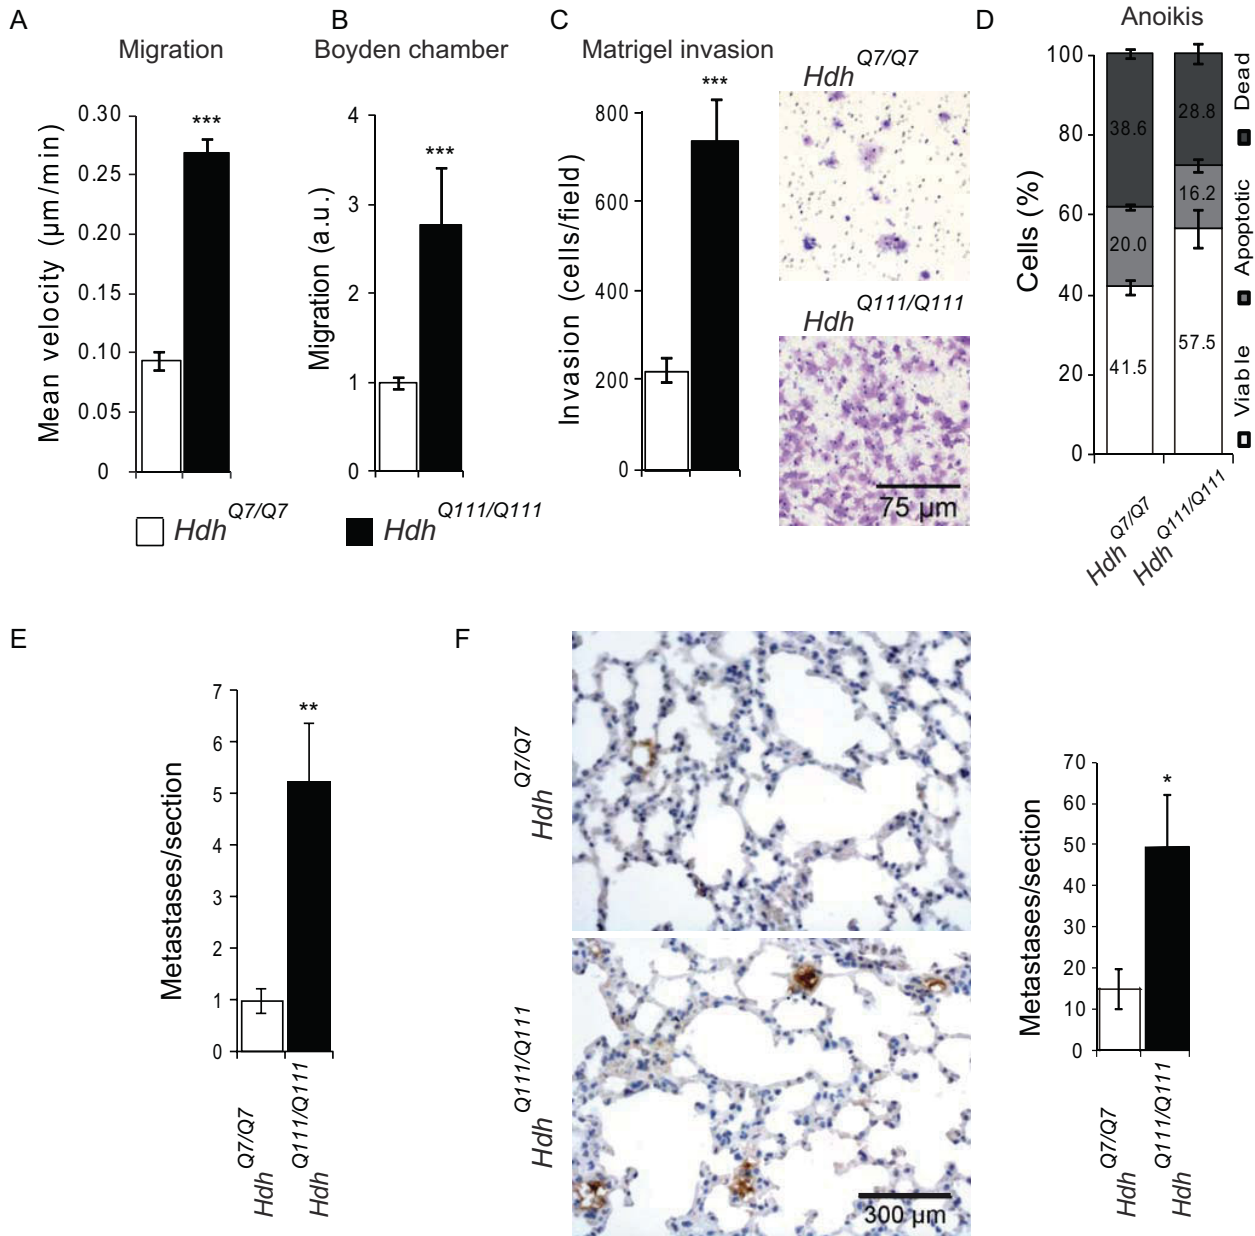 A
Migration
Mean velocity (µm/min)
0.30
0.25
0.20
0.15
0.10
0.05
0
***
B
Boyden chamber
Migration (a.u.)
4
3
2
1
0
***
Hdh Q7/Q7
Hdh Q111/Q111
C
Matrigel invasion
Invasion (cells/field)
800
600
400
200
0
***
Hdh Q7/Q7
Hdh Q111/Q111
75 µm
D
Anoikis
Cells (%)
100
80
60
40
20
0
38.6
20.0
41.5
28.8
16.2
57.5
Hdh Q7/Q7
Hdh Q111/Q111
Viable
Apoptotic
Dead
E
Metastases/section
7
6
5
4
3
2
1
0
**
Hdh Q7/Q7
Hdh Q111/Q111
F
Hdh Q7/Q7
Hdh Q111/Q111
300 µm
Metastases/section
70
60
50
40
30
20
10
0
*
Hdh Q7/Q7
Hdh Q111/Q111